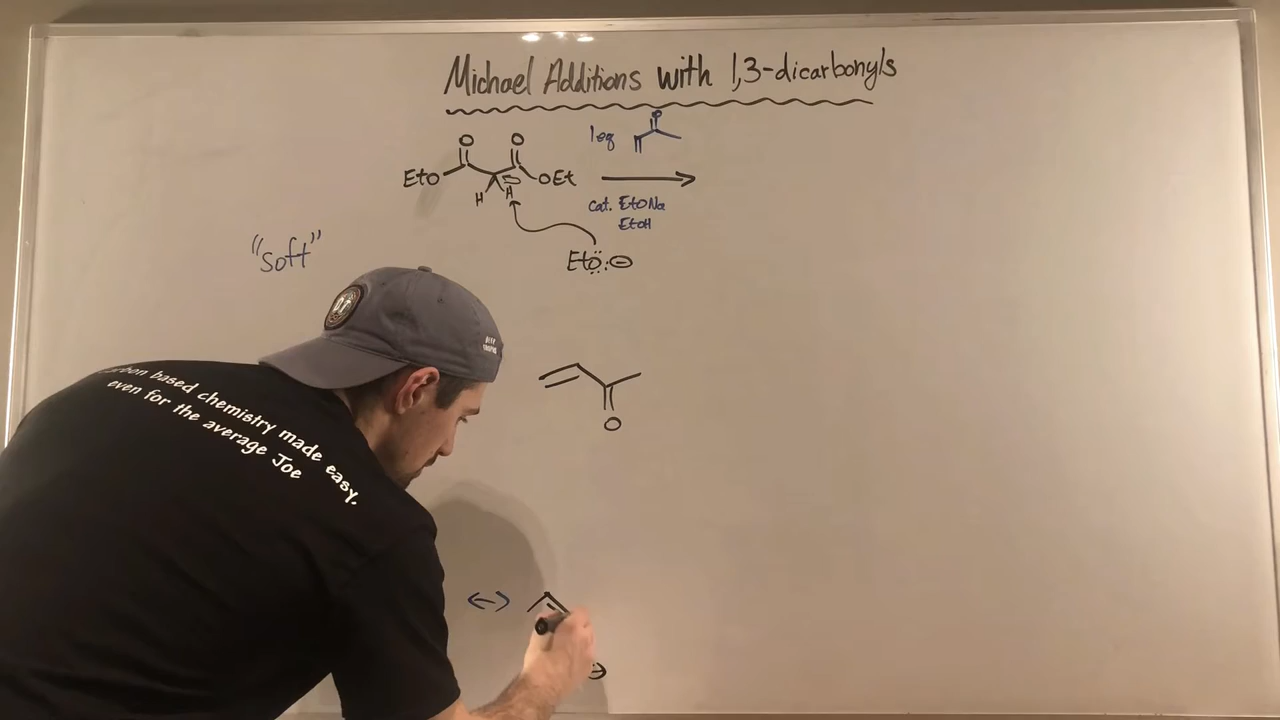 Michael Additions with 1,3-dicarbonyls
O O O
1eq
EtO OEt
H H
cat. EtONa
EtOH
EtO:⊖
"Soft"
carbon based chemistry made easy,
even for the average Joe
O
↔
⊖